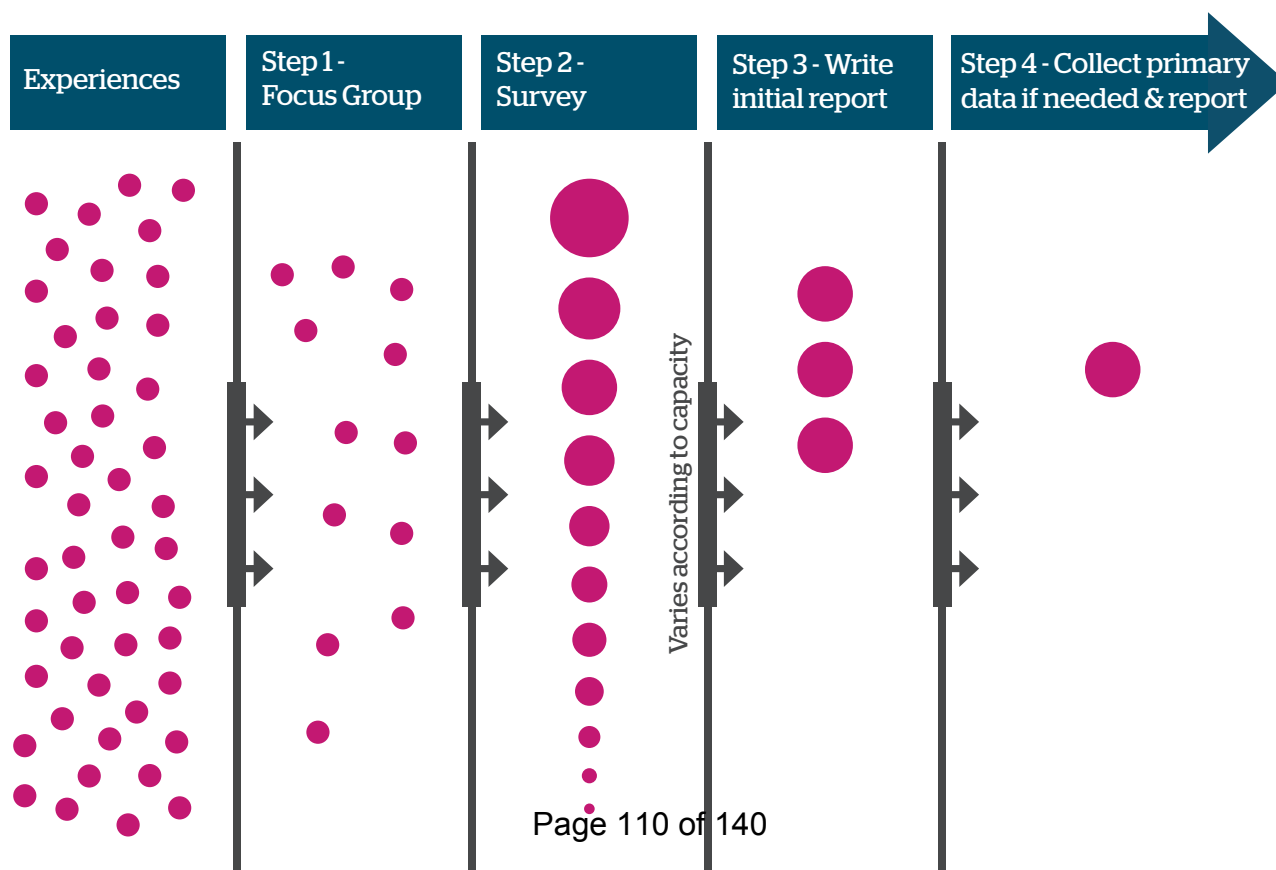 Experiences
Step 1 -
Focus Group
Step 2 -
Survey
Step 3 - Write
initial report
Step 4 - Collect primary
data if needed & report
Varies according to capacity
Page 110 of 140